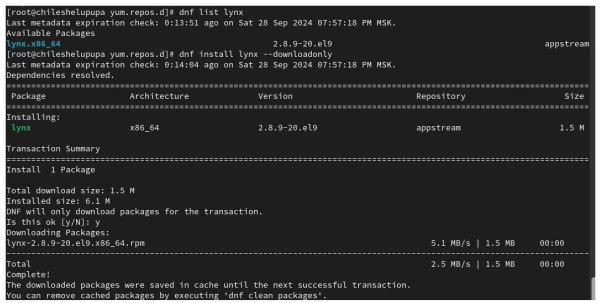 [root@chileshelupupa yum.repos.d]# dnf list lynx
Last metadata expiration check: 0:13:51 ago on Sat 28 Sep 2024 07:57:18 PM MSK.
Available Packages
lynx.x86_64 2.8.9-20.el9 appstream
[root@chileshelupupa yum.repos.d]# dnf install lynx --downloadonly
Last metadata expiration check: 0:14:04 ago on Sat 28 Sep 2024 07:57:18 PM MSK.
Dependencies resolved.
Package Architecture Version Repository Size
Installing:
lynx x86_64 2.8.9-20.el9 appstream 1.5 M
Transaction Summary
Install 1 Package
Total download size: 1.5 M
Installed size: 6.1 M
DNF will only download packages for the transaction.
Is this ok [y/N]: y
Downloading Packages:
lynx-2.8.9-20.el9.x86_64.rpm 5.1 MB/s | 1.5 MB 00:00
Total 2.5 MB/s | 1.5 MB 00:00
Complete!
The downloaded packages were saved in cache until the next successful transaction.
You can remove cached packages by executing 'dnf clean packages'.